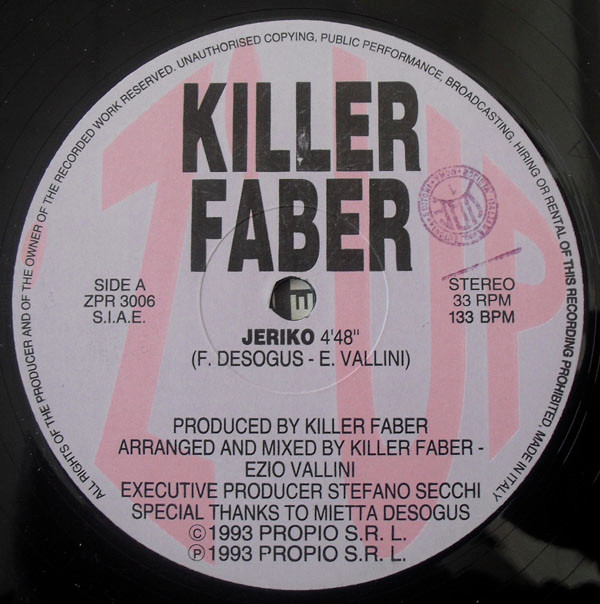 ALL RIGHTS OF THE PRODUCER AND OF THE OWNER OF THE RECORDED WORK RESERVED. UNAUTHORISED COPYING, PUBLIC PERFORMANCE, BROADCASTING, HIRING OR RENTAL OF THIS RECORDING PROHIBITED. MADE IN ITALY
KILLER
FABER
SIDE A
ZPR 3006
S.I.A.E.
STEREO
33 RPM
133 BPM
JERIKO 4'48"
(F. DESOGUS - E. VALLINI)
PRODUCED BY KILLER FABER
ARRANGED AND MIXED BY KILLER FABER -
EZIO VALLINI
EXECUTIVE PRODUCER STEFANO SECCHI
SPECIAL THANKS TO MIETTA DESOGUS
© 1993 PROPIO S.R. L.
℗ 1993 PROPIO S.R. L.